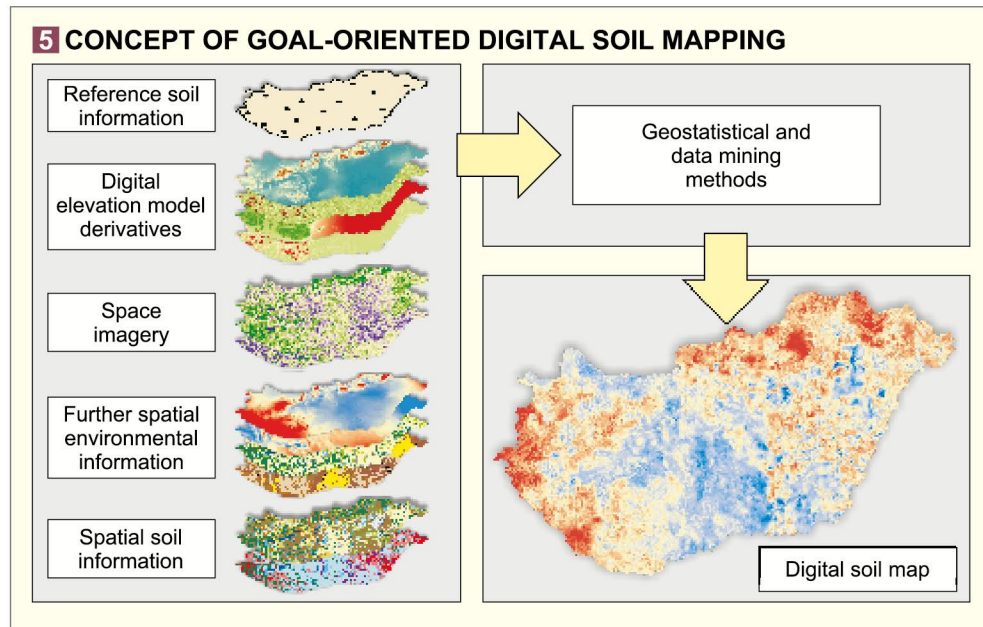 5 CONCEPT OF GOAL-ORIENTED DIGITAL SOIL MAPPING
Reference soil
information
Digital
elevation model
derivatives
Space
imagery
Further spatial
environmental
information
Spatial soil
information
Geostatistical and
data mining
methods
Digital soil map